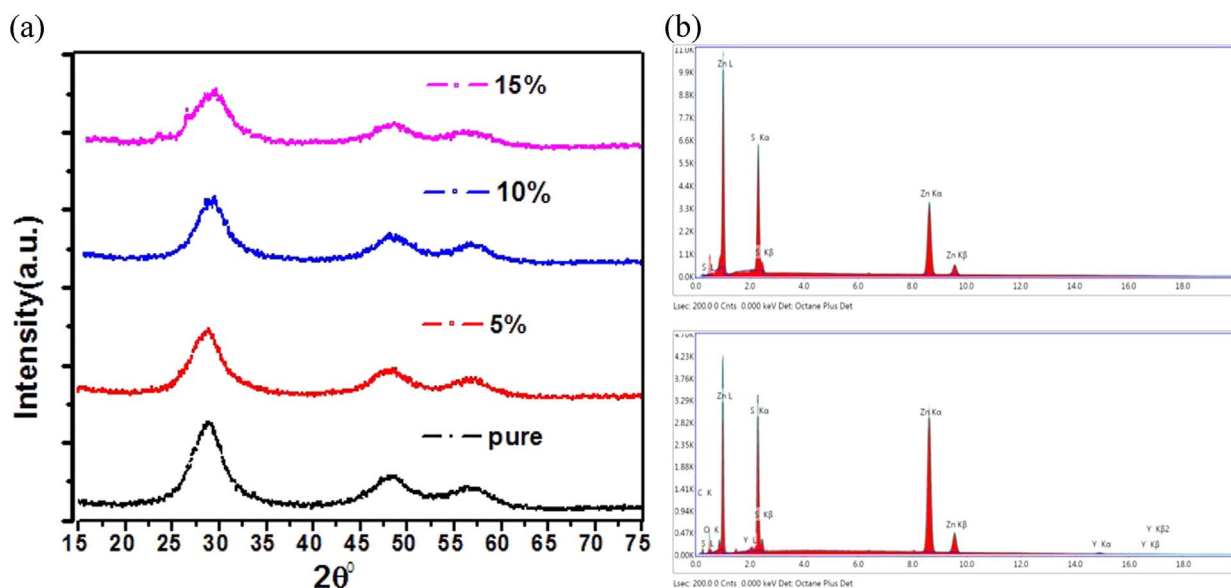 (a)
(b)
15%
10%
5%
pure
Intensity(a.u.)
15 20 25 30 35 40 45 50 55 60 65 70 75
2θ⁰
11.0K
9.9K
8.8K
7.7K
6.6K
5.5K
4.4K
3.3K
2.2K
1.1K
0.0K
Zn L
S Kα
S Kβ
S L
Zn Kα
Zn Kβ
0.0 2.0 4.0 6.0 8.0 10.0 12.0 14.0 16.0 18.0
Lsec: 200.0 0 Cnts 0.000 keV Det: Octane Plus Det
4.70K
4.23K
3.76K
3.29K
2.82K
2.35K
1.88K
1.41K
0.94K
0.47K
0.00K
Zn L
S Kα
Zn Kα
C K
S Kβ
O K
S L
Y L
Zn Kβ
Y Kα
Y Kβ2
Y Kβ
0.0 2.0 4.0 6.0 8.0 10.0 12.0 14.0 16.0 18.0
Lsec: 200.0 0 Cnts 0.000 keV Det: Octane Plus Det